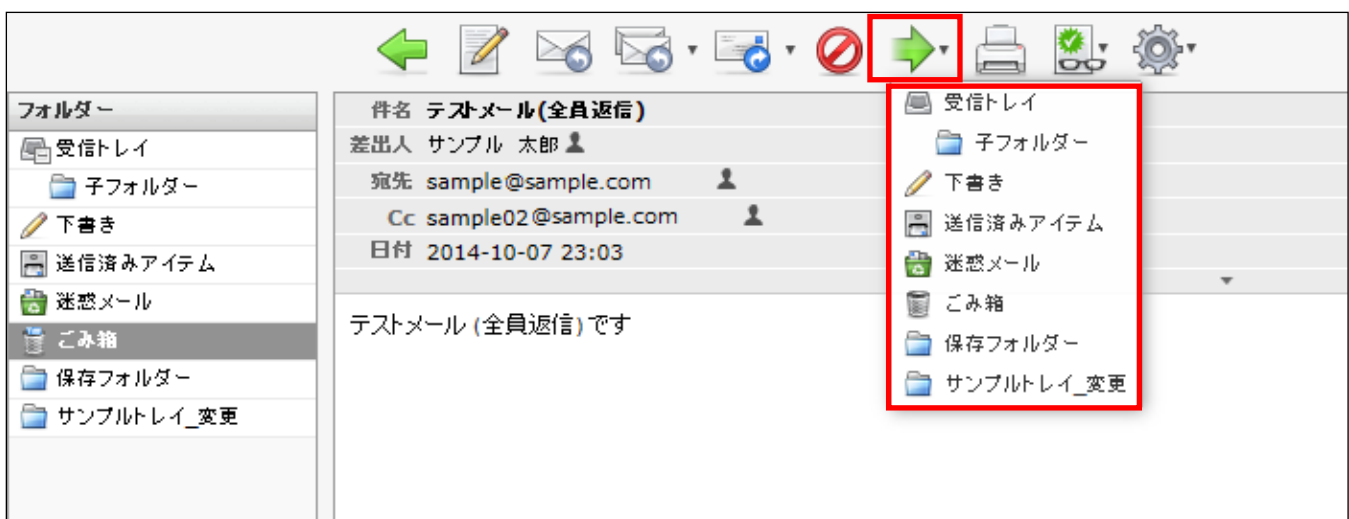 フォルダー
受信トレイ
子フォルダー
下書き
送信済みアイテム
迷惑メール
ごみ箱
保存フォルダー
サンプルトレイ_変更
件名 テストメール(全員返信)
差出人 サンプル 太郎
宛先 sample@sample.com
Cc sample02@sample.com
日付 2014-10-07 23:03
テストメール (全員返信) です
受信トレイ
子フォルダー
下書き
送信済みアイテム
迷惑メール
ごみ箱
保存フォルダー
サンプルトレイ_変更